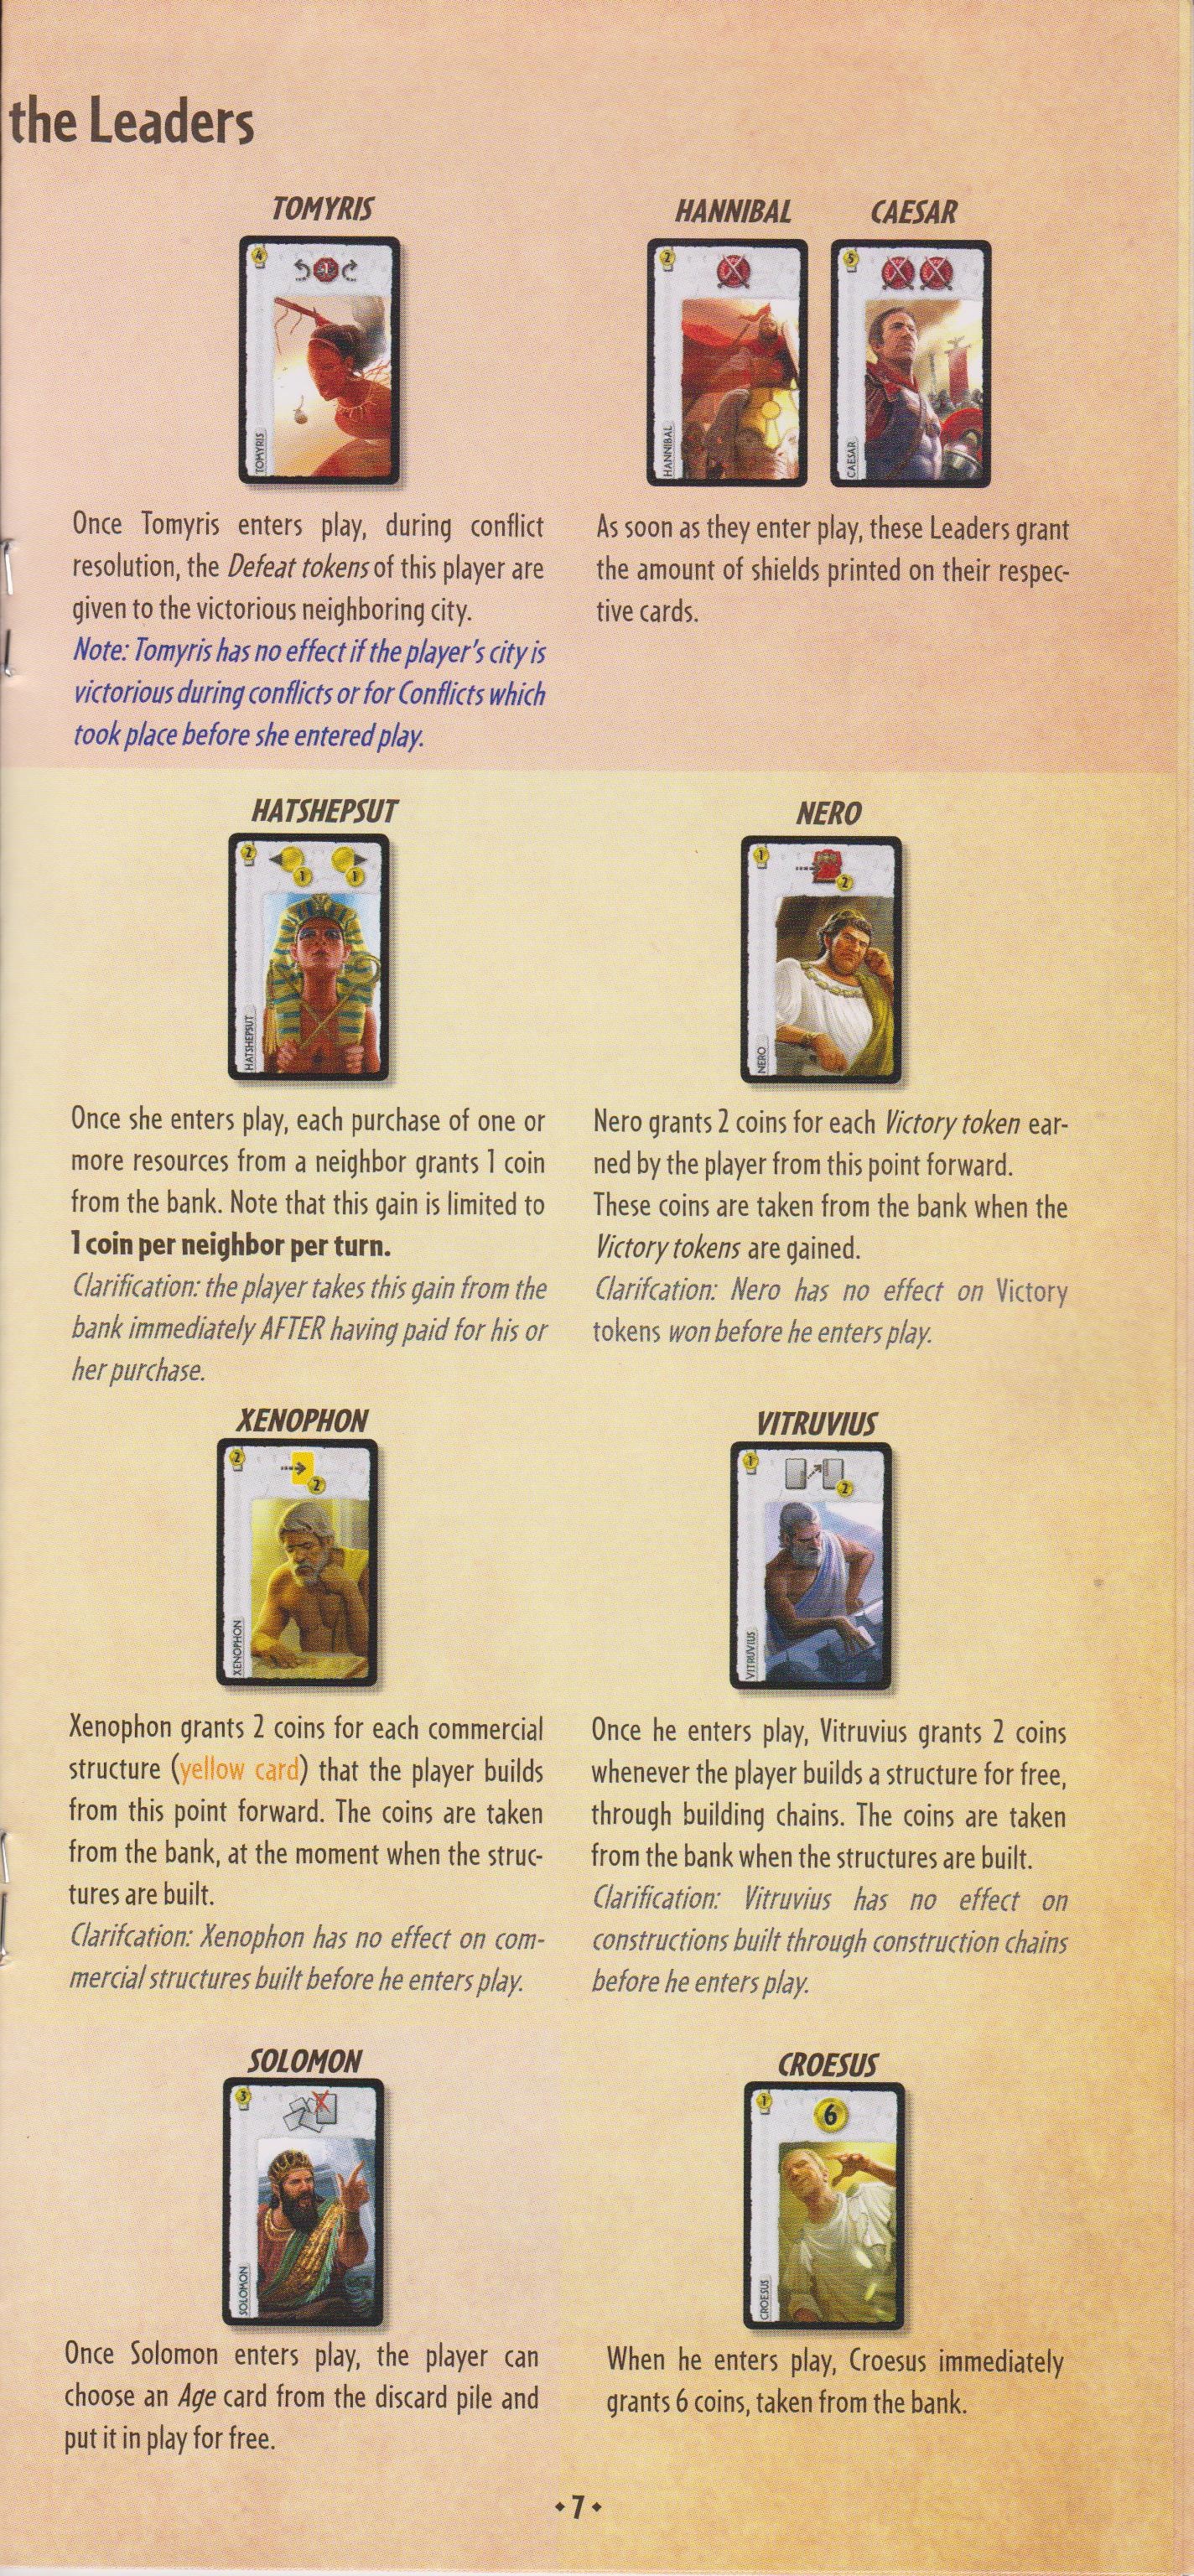 the Leaders
TOMYRIS
4
-1
TOMYRIS
Once Tomyris enters play, during conflict
resolution, the Defeat tokens of this player are
given to the victorious neighboring city.
Note: Tomyris has no effect if the player's city is
victorious during conflicts or for Conflicts which
took place before she entered play.
HANNIBAL
2
HANNIBAL
CAESAR
5
CAESAR
As soon as they enter play, these Leaders grant
the amount of shields printed on their respec-
tive cards.
HATSHEPSUT
2
1
1
HATSHEPSUT
Once she enters play, each purchase of one or
more resources from a neighbor grants 1 coin
from the bank. Note that this gain is limited to
1 coin per neighbor per turn.
Clarification: the player takes this gain from the
bank immediately AFTER having paid for his or
her purchase.
NERO
1
2
NERO
Nero grants 2 coins for each Victory token ear-
ned by the player from this point forward.
These coins are taken from the bank when the
Victory tokens are gained.
Clarifcation: Nero has no effect on Victory
tokens won before he enters play.
XENOPHON
2
2
XENOPHON
Xenophon grants 2 coins for each commercial
structure (yellow card) that the player builds
from this point forward. The coins are taken
from the bank, at the moment when the struc-
tures are built.
Clarifcation: Xenophon has no effect on com-
mercial structures built before he enters play.
VITRUVIUS
1
2
VITRUVIUS
Once he enters play, Vitruvius grants 2 coins
whenever the player builds a structure for free,
through building chains. The coins are taken
from the bank when the structures are built.
Clarification: Vitruvius has no effect on
constructions built through construction chains
before he enters play.
SOLOMON
3
SOLOMON
Once Solomon enters play, the player can
choose an Age card from the discard pile and
put it in play for free.
CROESUS
1
6
CROESUS
When he enters play, Croesus immediately
grants 6 coins, taken from the bank.
7